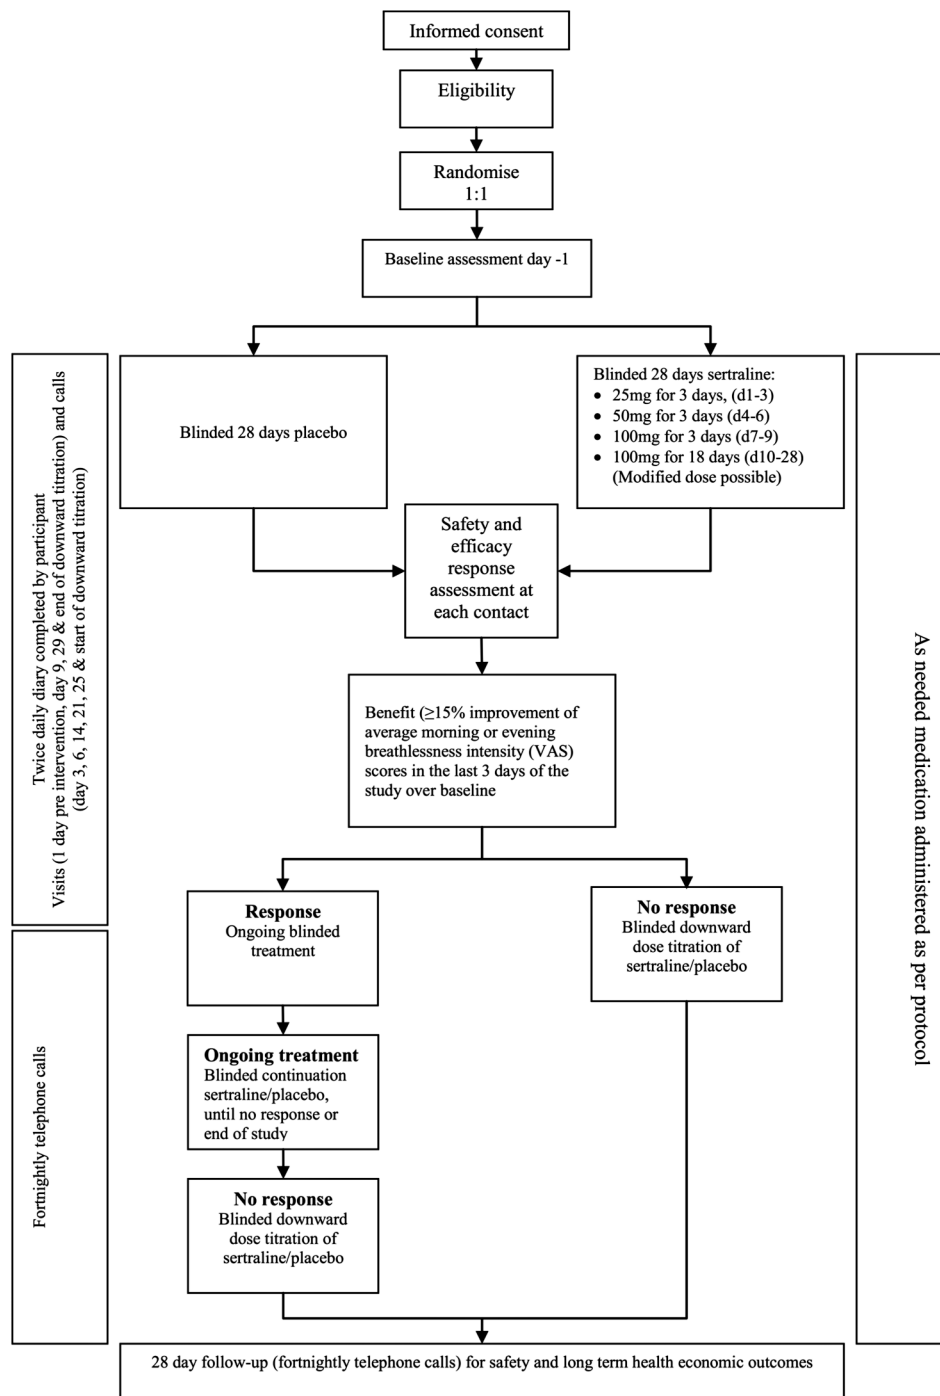 Informed consent
Eligibility
Randomise
1:1
Baseline assessment day -1
Twice daily diary completed by participant
Visits (1 day pre intervention, day 9, 29 & end of downward titration) and calls
(day 3, 6, 14, 21, 25 & start of downward titration)
Blinded 28 days placebo
Blinded 28 days sertraline:
• 25mg for 3 days, (d1-3)
• 50mg for 3 days (d4-6)
• 100mg for 3 days (d7-9)
• 100mg for 18 days (d10-28)
(Modified dose possible)
As needed medication administered as per protocol
Safety and
efficacy
response
assessment at
each contact
Benefit (≥15% improvement of
average morning or evening
breathlessness intensity (VAS)
scores in the last 3 days of the
study over baseline
Response
Ongoing blinded
treatment
No response
Blinded downward
dose titration of
sertraline/placebo
Fortnightly telephone calls
Ongoing treatment
Blinded continuation
sertraline/placebo,
until no response or
end of study
No response
Blinded downward
dose titration of
sertraline/placebo
28 day follow-up (fortnightly telephone calls) for safety and long term health economic outcomes